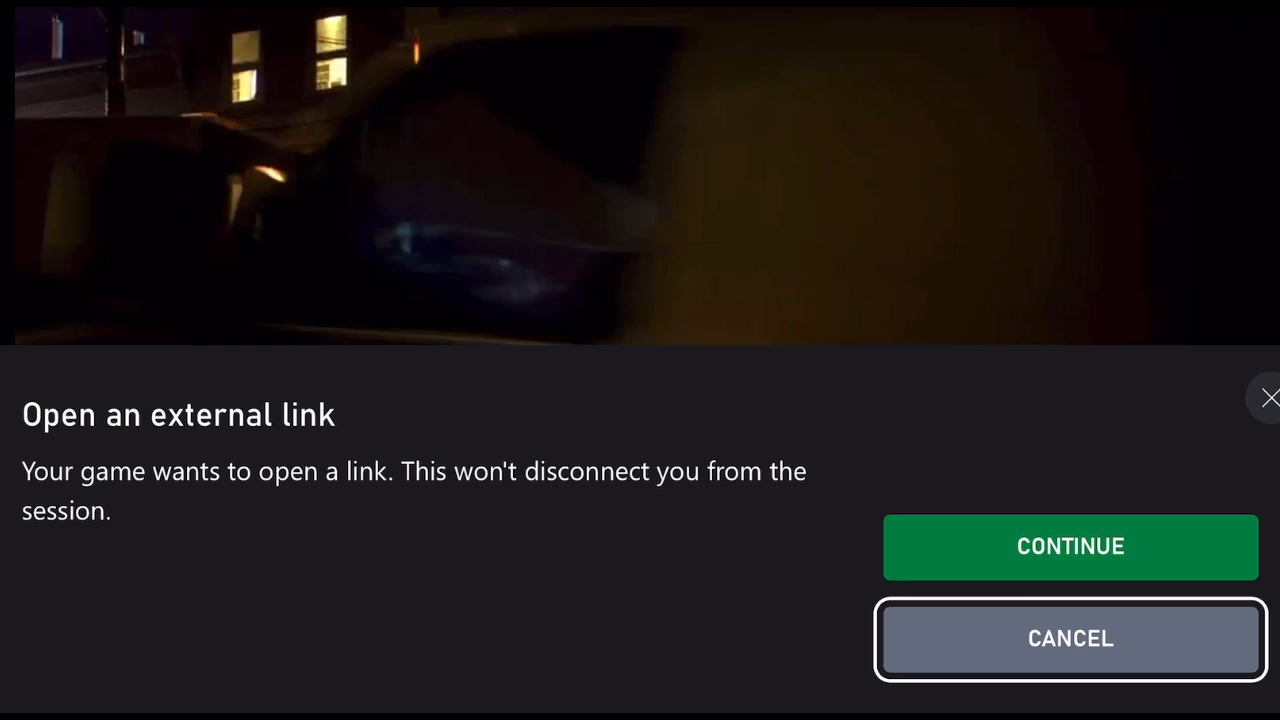 Open an external link
Your game wants to open a link. This won't disconnect you from the
session.
CONTINUE
CANCEL